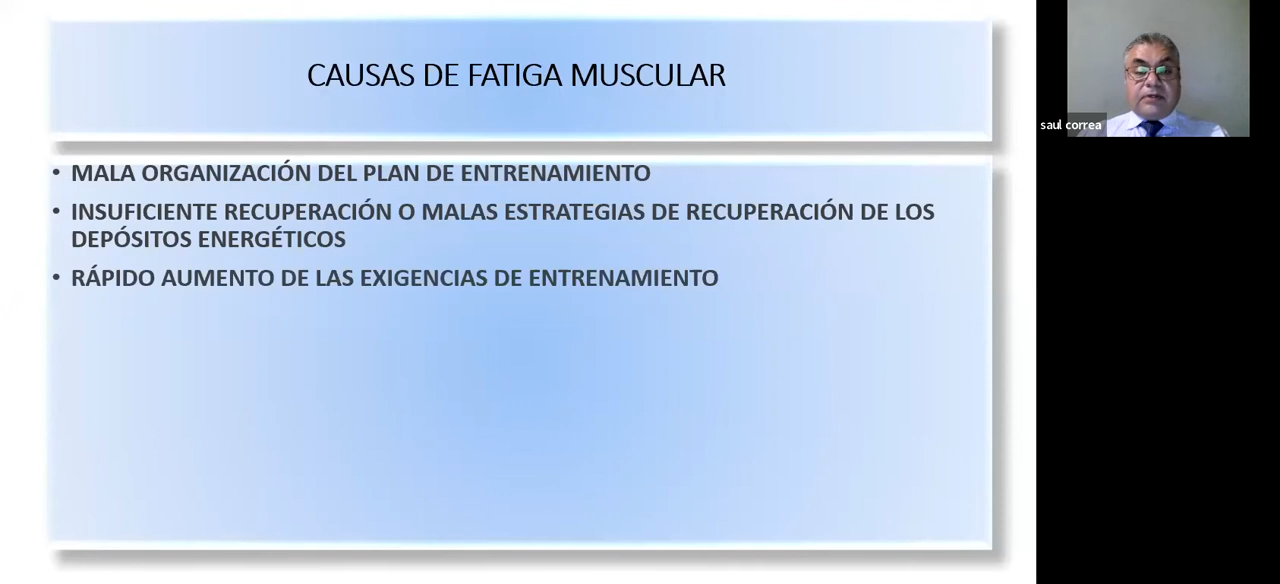 CAUSAS DE FATIGA MUSCULAR
• MALA ORGANIZACIÓN DEL PLAN DE ENTRENAMIENTO
• INSUFICIENTE RECUPERACIÓN O MALAS ESTRATEGIAS DE RECUPERACIÓN DE LOS
DEPÓSITOS ENERGÉTICOS
• RÁPIDO AUMENTO DE LAS EXIGENCIAS DE ENTRENAMIENTO
saul correa